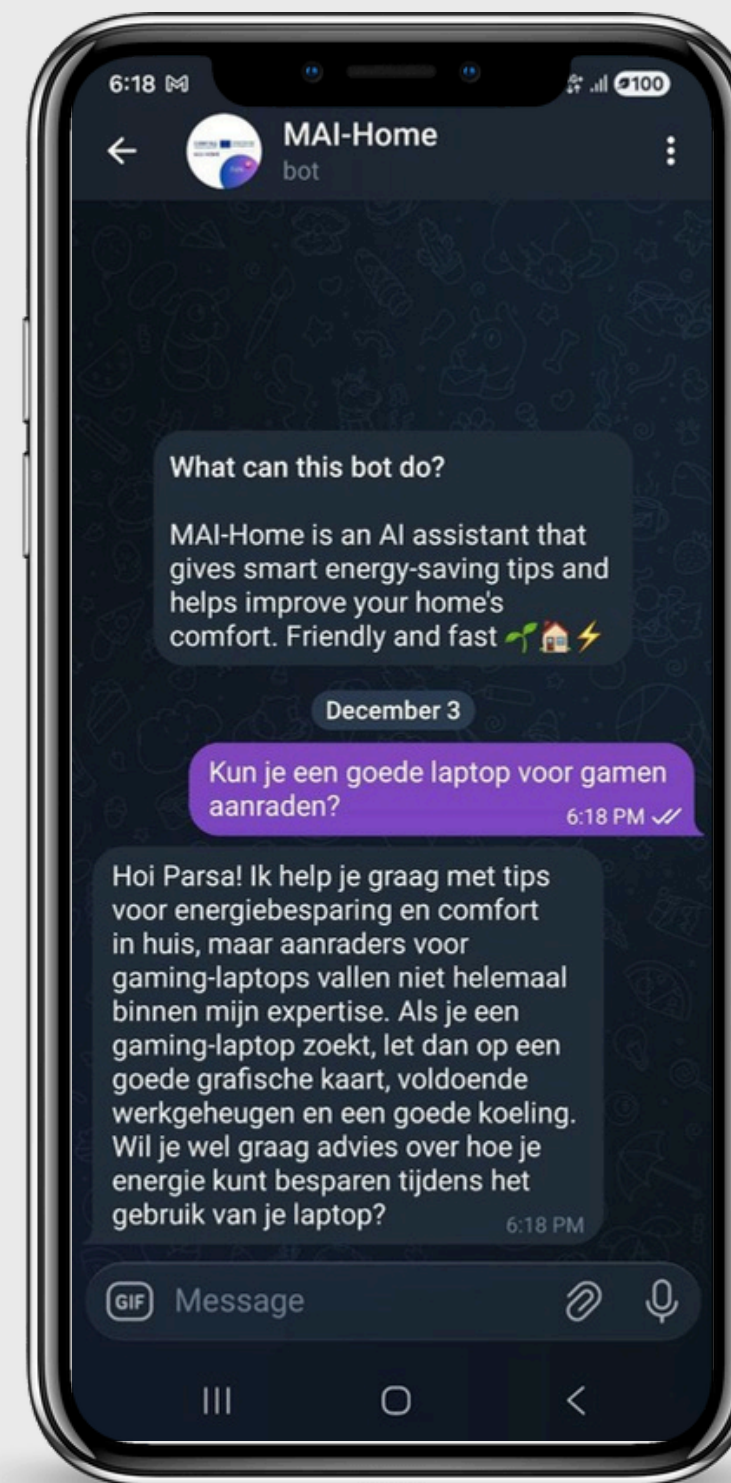 6:18
100
MAI-Home
bot
What can this bot do?
MAI-Home is an AI assistant that
gives smart energy-saving tips and
helps improve your home's
comfort. Friendly and fast 🌱🏠⚡
December 3
Kun je een goede laptop voor gamen
aanraden?
6:18 PM
Hoi Parsa! Ik help je graag met tips
voor energiebesparing en comfort
in huis, maar aanraders voor
gaming-laptops vallen niet helemaal
binnen mijn expertise. Als je een
gaming-laptop zoekt, let dan op een
goede grafische kaart, voldoende
werkgeheugen en een goede koeling.
Wil je wel graag advies over hoe je
energie kunt besparen tijdens het
gebruik van je laptop?
6:18 PM
GIF Message